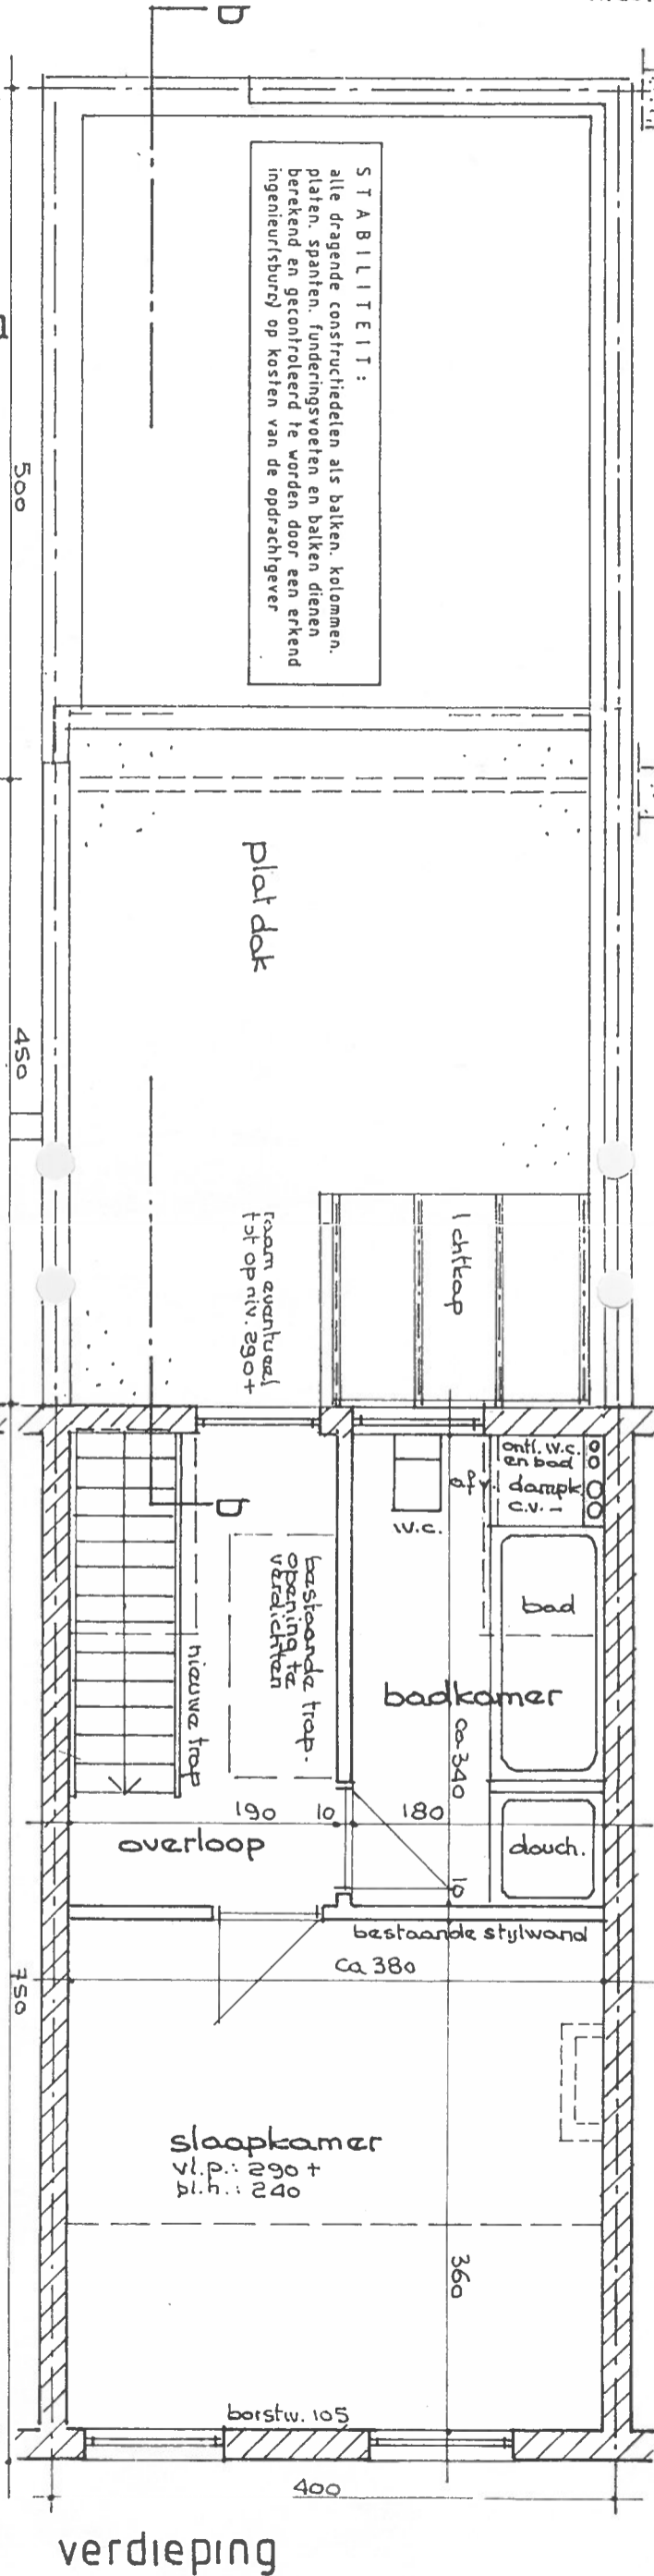 b
STABILITEIT:
alle dragende constructiedelen als balken. kolommen.
platen. spanten. funderingsvoeten en balken dienen
berekend en gecontroleerd te worden door een erkend
ingenieur(sburo) op kosten van de opdrachtgever
500
plat dak
450
raam evantueel
tot op niv. 290+
lchtkap
b
ontl. w.c.
en bad
dampk.
c.v. -
of
w.c.
bad
bestaande trap-
opening te
verdichten
nieuwe trap
badkamer
ca 340
190
10
180
overloop
douch.
10
bestaande stylwand
ca 380
750
slaapkamer
vl.p.: 290+
pl.h.: 240
360
borstw. 105
400
verdieping